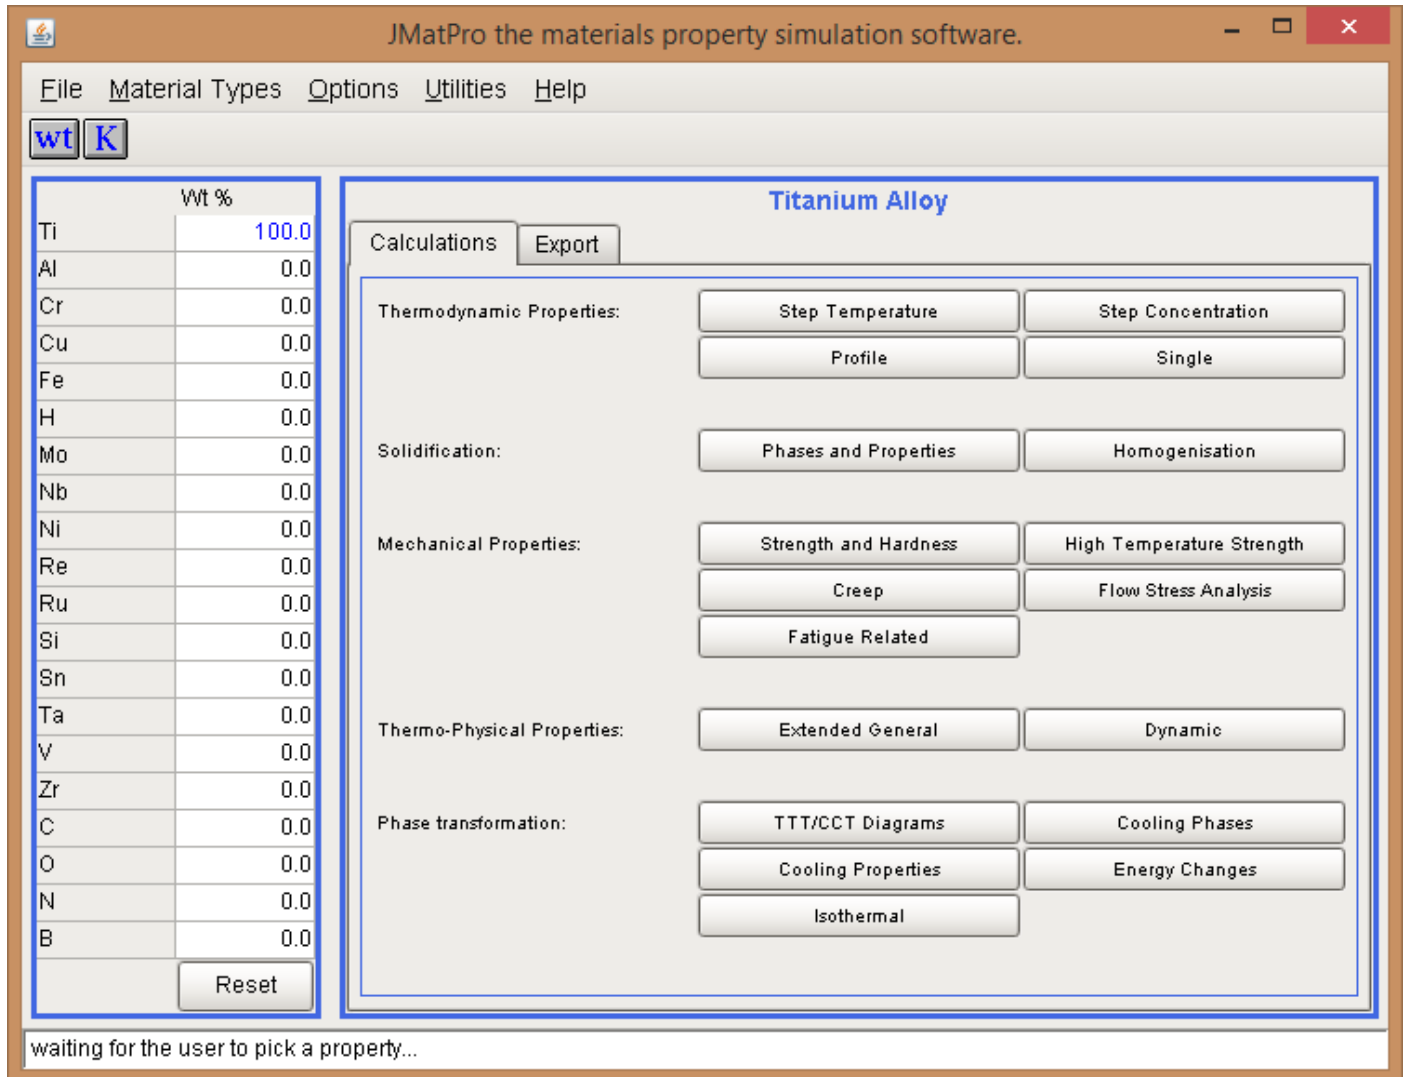 JMatPro the materials property simulation software.
File Material Types Options Utilities Help
wt K
Wt %
Ti 100.0
Al 0.0
Cr 0.0
Cu 0.0
Fe 0.0
H 0.0
Mo 0.0
Nb 0.0
Ni 0.0
Re 0.0
Ru 0.0
Si 0.0
Sn 0.0
Ta 0.0
V 0.0
Zr 0.0
C 0.0
O 0.0
N 0.0
B 0.0
Reset
Titanium Alloy
Calculations Export
Thermodynamic Properties: Step Temperature Step Concentration
Profile Single
Solidification: Phases and Properties Homogenisation
Mechanical Properties: Strength and Hardness High Temperature Strength
Creep Flow Stress Analysis
Fatigue Related
Thermo-Physical Properties: Extended General Dynamic
Phase transformation: TTT/CCT Diagrams Cooling Phases
Cooling Properties Energy Changes
Isothermal
waiting for the user to pick a property...